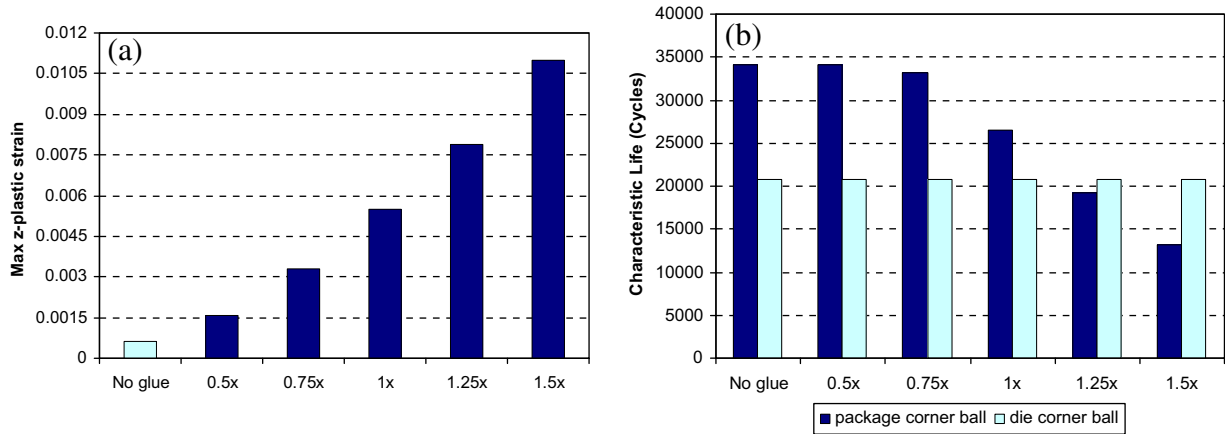 (a)
Max z-plastic strain
0.012
0.0105
0.009
0.0075
0.006
0.0045
0.003
0.0015
0
No glue 0.5x 0.75x 1x 1.25x 1.5x
(b)
Characteristic Life (Cycles)
40000
35000
30000
25000
20000
15000
10000
5000
0
No glue 0.5x 0.75x 1x 1.25x 1.5x
package corner ball die corner ball